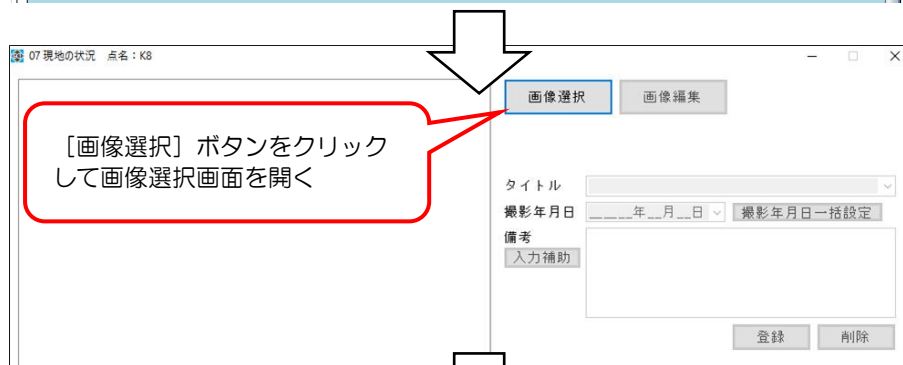 07 現地の状況　点名：K8
画像選択
画像編集
［画像選択］ボタンをクリック
して画像選択画面を開く
タイトル
撮影年月日 ____年__月__日 撮影年月日一括設定
備考
入力補助
登録
削除